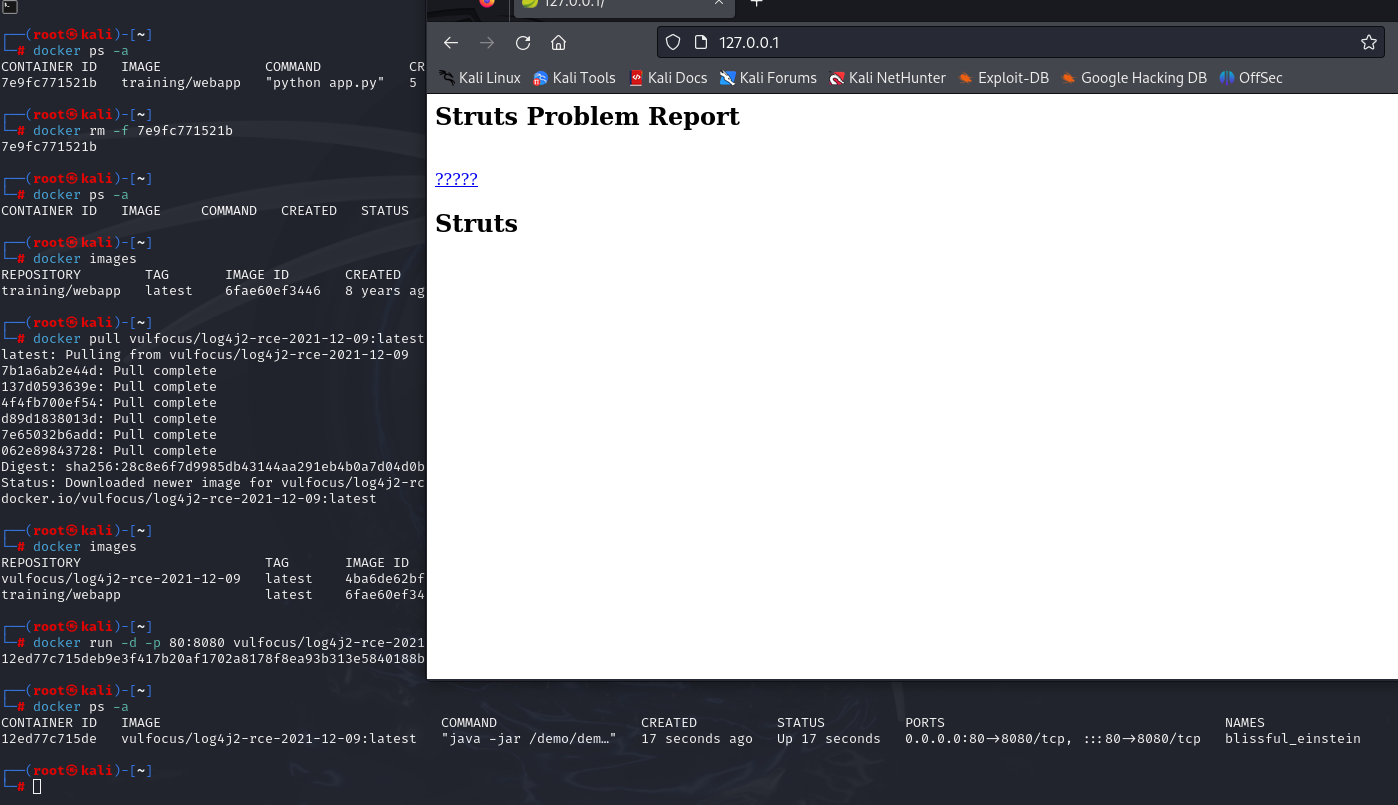 ┌──(root㉿kali)-[~]
└─# docker ps -a
CONTAINER ID   IMAGE             COMMAND           CR
7e9fc771521b   training/webapp   "python app.py"   5
┌──(root㉿kali)-[~]
└─# docker rm -f 7e9fc771521b
7e9fc771521b
┌──(root㉿kali)-[~]
└─# docker ps -a
CONTAINER ID   IMAGE     COMMAND   CREATED   STATUS
┌──(root㉿kali)-[~]
└─# docker images
REPOSITORY        TAG       IMAGE ID       CREATED
training/webapp   latest    6fae60ef3446   8 years ag
┌──(root㉿kali)-[~]
└─# docker pull vulfocus/log4j2-rce-2021-12-09:latest
latest: Pulling from vulfocus/log4j2-rce-2021-12-09
7b1a6ab2e44d: Pull complete
137d0593639e: Pull complete
4f4fb700ef54: Pull complete
d89d1838013d: Pull complete
7e65032b6add: Pull complete
062e89843728: Pull complete
Digest: sha256:28c8e6f7d9985db43144aa291eb4b0a7d04d0b
Status: Downloaded newer image for vulfocus/log4j2-rc
docker.io/vulfocus/log4j2-rce-2021-12-09:latest
┌──(root㉿kali)-[~]
└─# docker images
REPOSITORY                       TAG       IMAGE ID
vulfocus/log4j2-rce-2021-12-09   latest    4ba6de62bf
training/webapp                  latest    6fae60ef34
┌──(root㉿kali)-[~]
└─# docker run -d -p 80:8080 vulfocus/log4j2-rce-2021
12ed77c715deb9e3f417b20af1702a8178f8ea93b313e5840188b
┌──(root㉿kali)-[~]
└─# docker ps -a
CONTAINER ID   IMAGE                                   COMMAND                  CREATED          STATUS          PORTS                                   NAMES
12ed77c715de   vulfocus/log4j2-rce-2021-12-09:latest   "java -jar /demo/dem…"   17 seconds ago   Up 17 seconds   0.0.0.0:80->8080/tcp, :::80->8080/tcp   blissful_einstein
┌──(root㉿kali)-[~]
└─#
127.0.0.1/
127.0.0.1
Kali Linux Kali Tools Kali Docs Kali Forums Kali NetHunter Exploit-DB Google Hacking DB OffSec
Struts Problem Report
?????
Struts